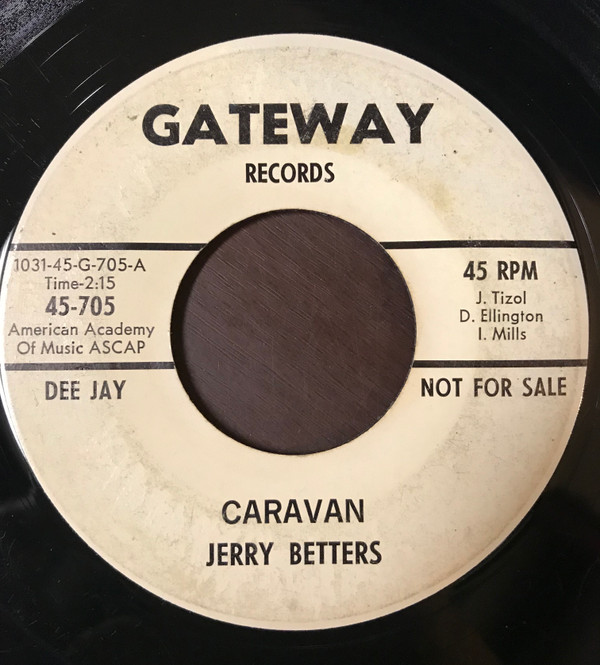 GATEWAY
RECORDS
1031-45-G-705-A
Time-2:15
45-705
American Academy
Of Music ASCAP
DEE JAY
45 RPM
J. Tizol
D. Ellington
I. Mills
NOT FOR SALE
CARAVAN
JERRY BETTERS